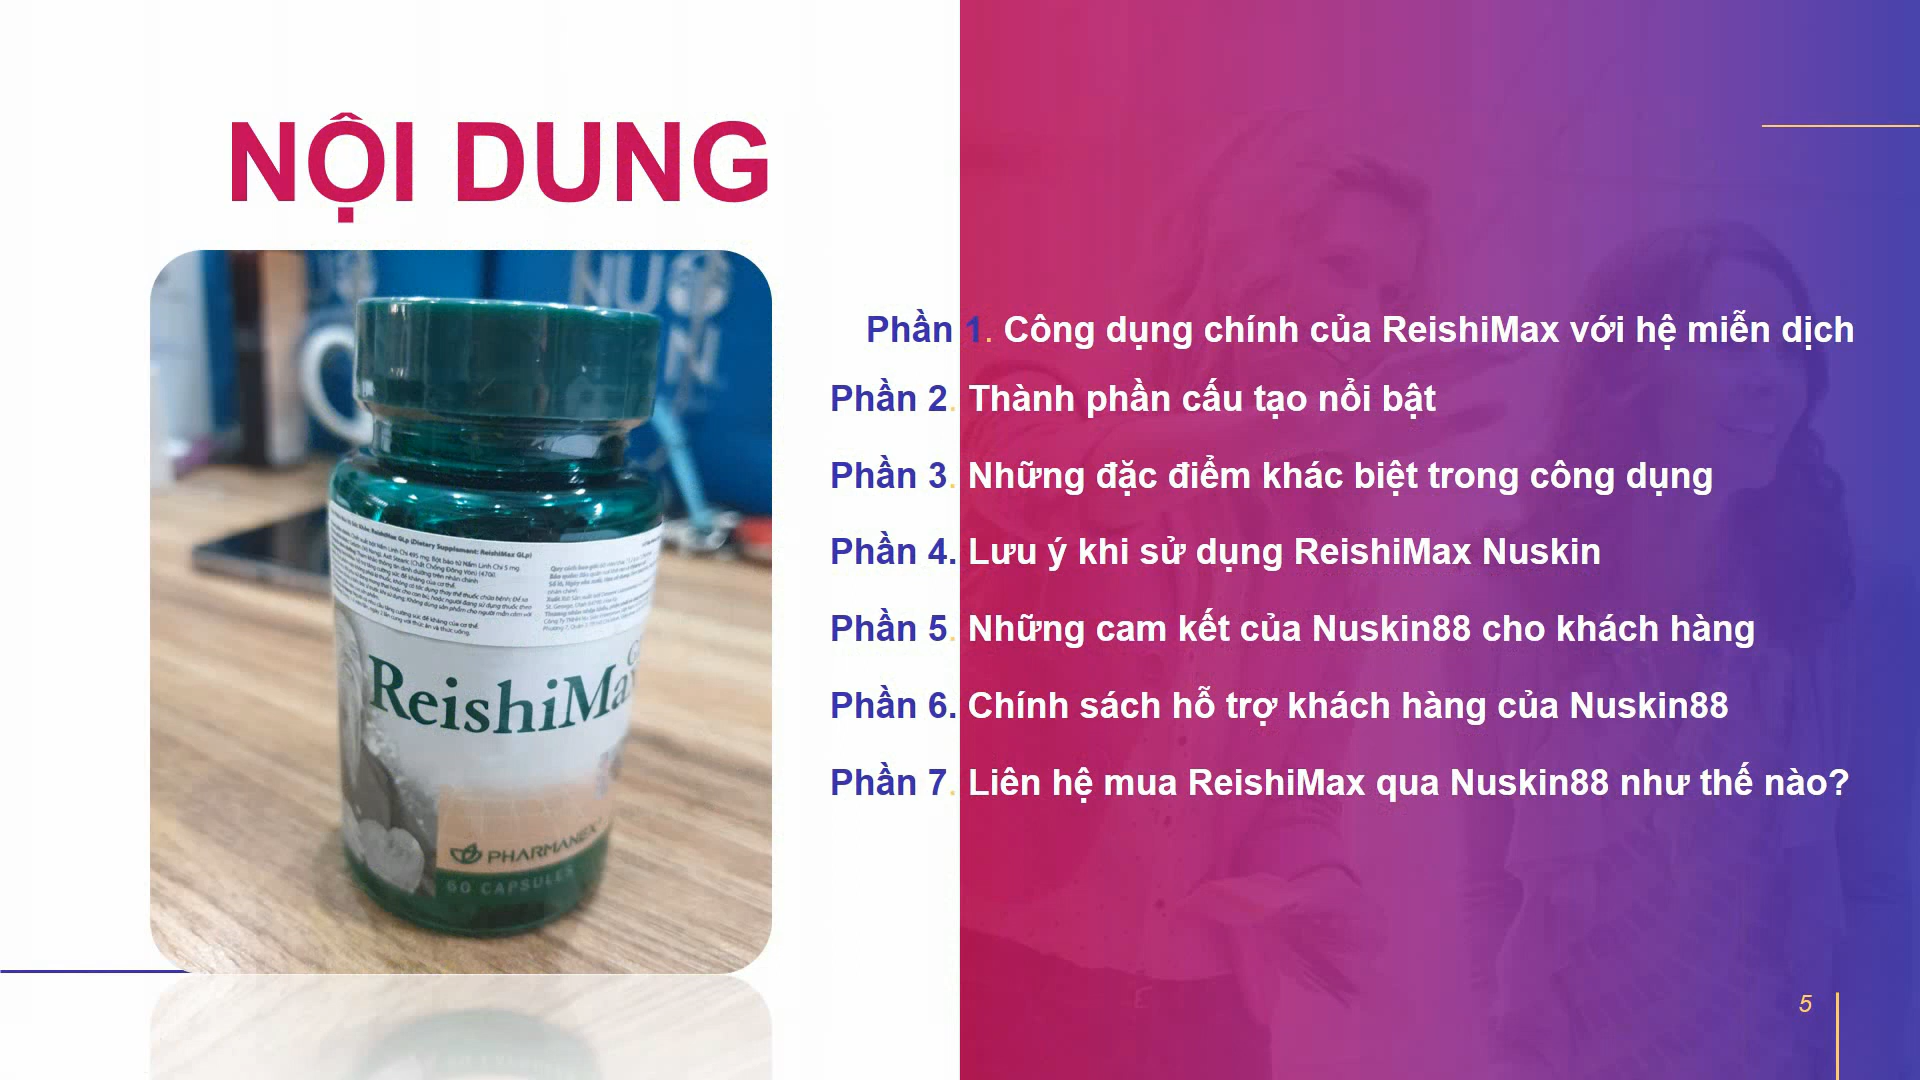 NỘI DUNG
Phần 1. Công dụng chính của ReishiMax với hệ miễn dịch
Phần 2. Thành phần cấu tạo nổi bật
Phần 3. Những đặc điểm khác biệt trong công dụng
Phần 4. Lưu ý khi sử dụng ReishiMax Nuskin
Phần 5. Những cam kết của Nuskin88 cho khách hàng
Phần 6. Chính sách hỗ trợ khách hàng của Nuskin88
Phần 7. Liên hệ mua ReishiMax qua Nuskin88 như thế nào?
ReishiMax
PHARMANEX
60 CAPSULES
5